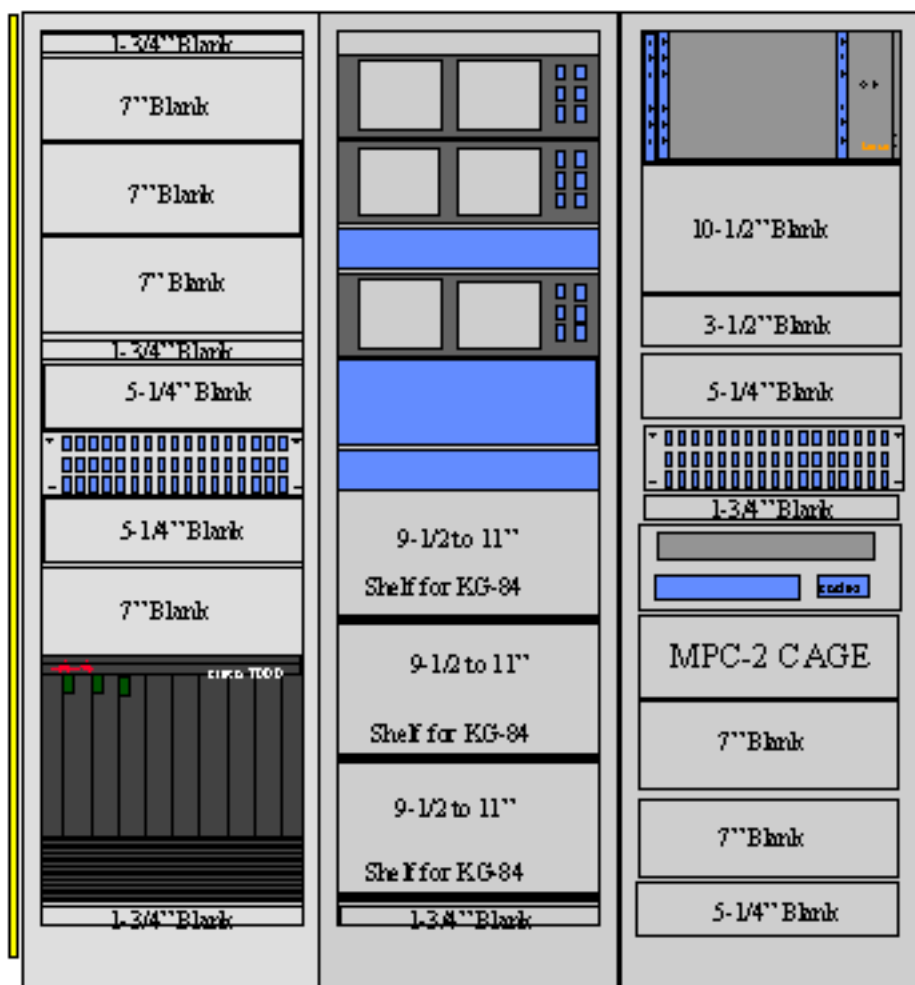 1-3/4" Blank
7" Blank
7" Blank
7" Blank
1-3/4" Blank
5-1/4" Blank
5-1/4" Blank
7" Blank
CISCO 7000
1-3/4" Blank
9-1/2 to 11"
Shelf for KG-84
9-1/2 to 11"
Shelf for KG-84
9-1/2 to 11"
Shelf for KG-84
1-3/4" Blank
10-1/2" Blank
3-1/2" Blank
5-1/4" Blank
1-3/4" Blank
MPC-2 CAGE
7" Blank
7" Blank
5-1/4" Blank